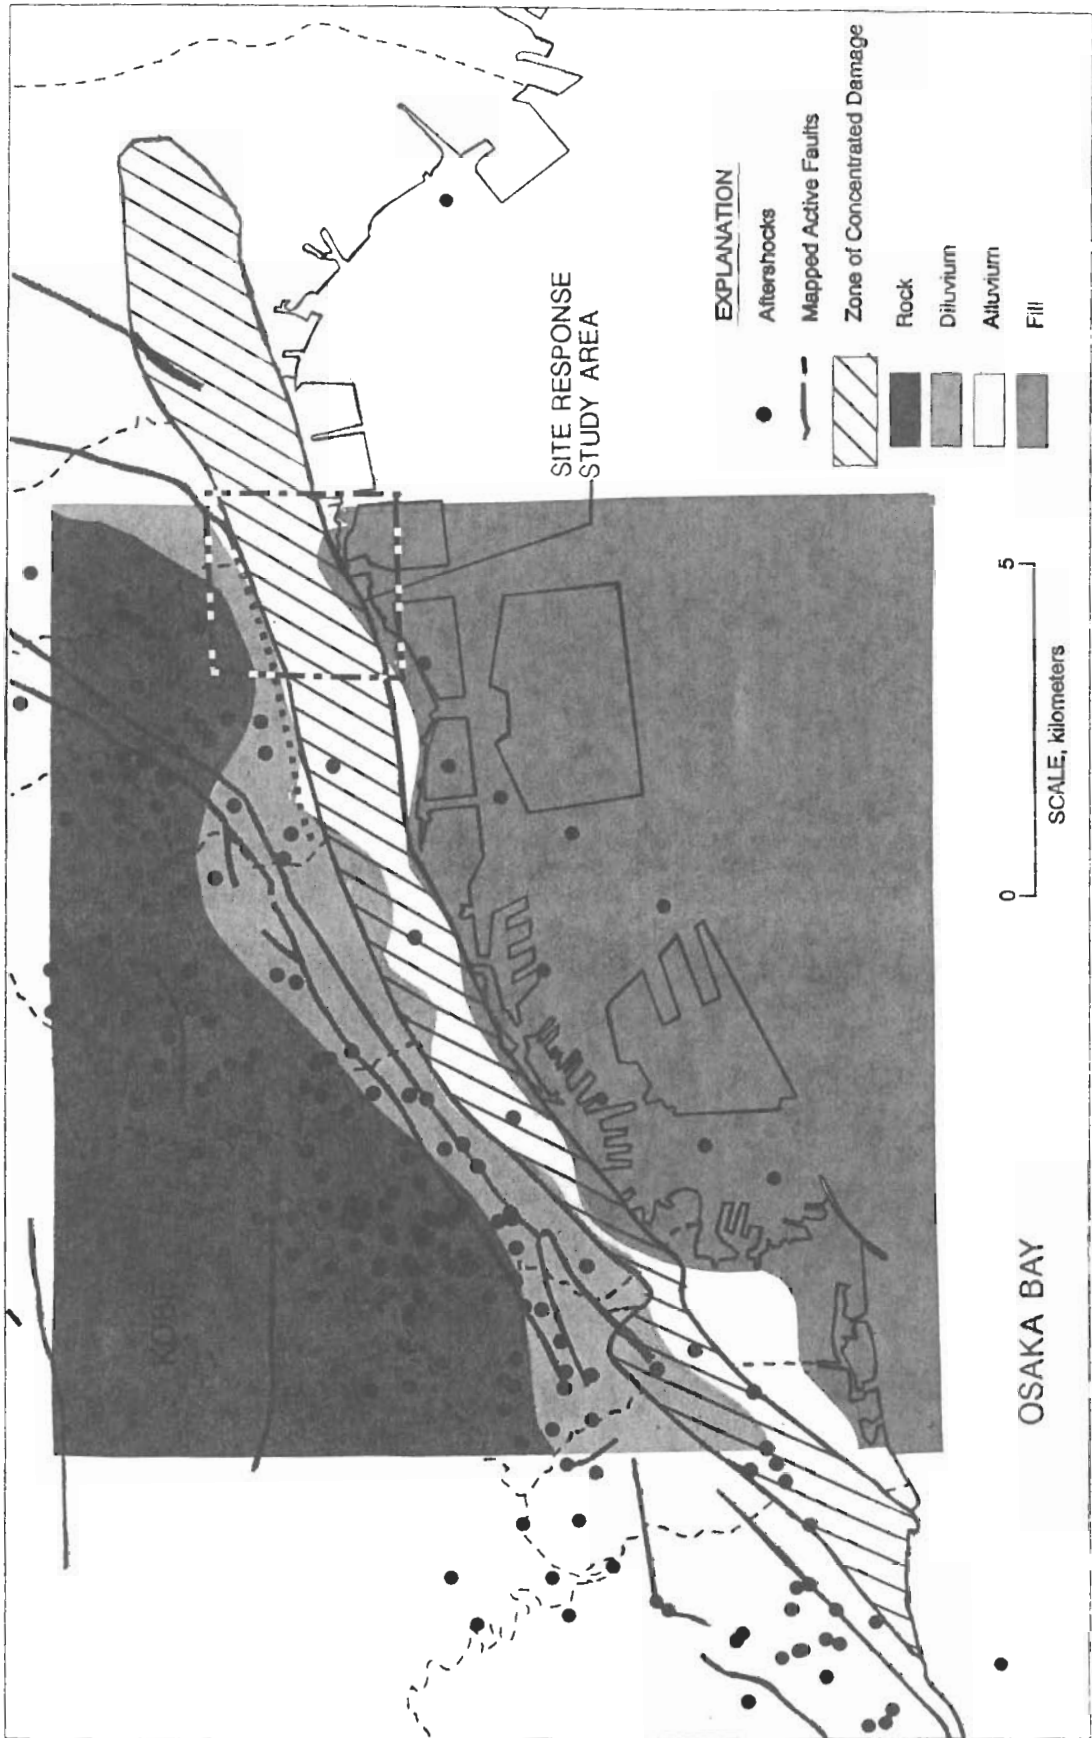 KOBE
SITE RESPONSE
STUDY AREA
EXPLANATION
Aftershocks
Mapped Active Faults
Zone of Concentrated Damage
Rock
Diluvium
Alluvium
Fill
0
5
SCALE, kilometers
OSAKA BAY